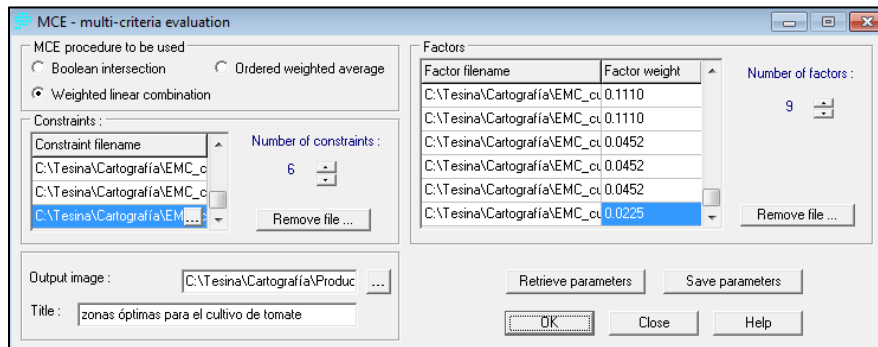 MCE - multi-criteria evaluation
MCE procedure to be used
Boolean intersection
Ordered weighted average
Weighted linear combination
Constraints :
Constraint filename
C:\Tesina\Cartografía\EMC_c
C:\Tesina\Cartografía\EMC_c
C:\Tesina\Cartografía\EM ... c
Number of constraints :
6
Remove file ...
Factors
Factor filename Factor weight
C:\Tesina\Cartografía\EMC_cu 0.1110
C:\Tesina\Cartografía\EMC_cu 0.1110
C:\Tesina\Cartografía\EMC_cu 0.0452
C:\Tesina\Cartografía\EMC_cu 0.0452
C:\Tesina\Cartografía\EMC_cu 0.0452
C:\Tesina\Cartografía\EMC_cu 0.0225
Number of factors :
9
Remove file ...
Output image : C:\Tesina\Cartografía\Produc ...
Title : zonas óptimas para el cultivo de tomate
Retrieve parameters
Save parameters
OK
Close
Help